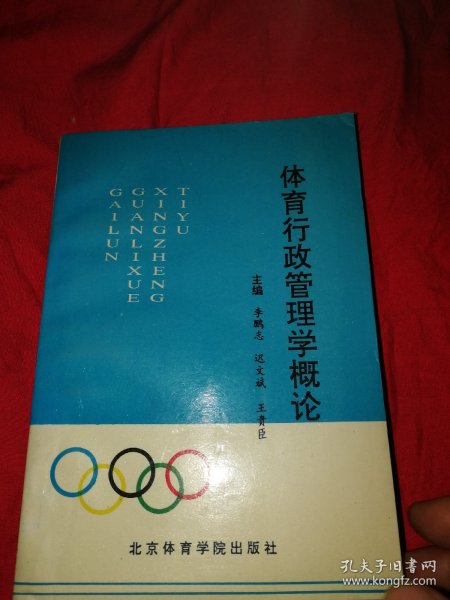 体育行政管理学概论
主编 李鹏志 迟文斌 王贵臣
TIYU
XINGZHENG
GUANLIXUE
GAILUN
北京体育学院出版社
孔夫子旧书网
www.kongfz.com